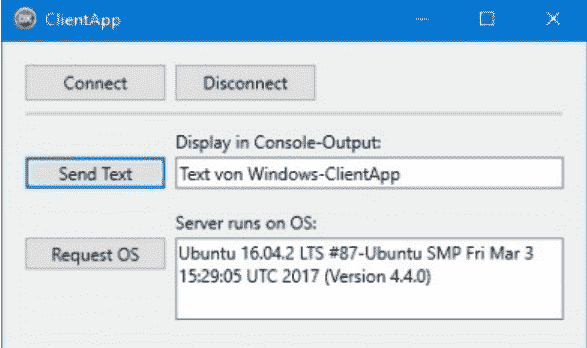 ClientApp
Connect
Disconnect
Display in Console-Output:
Send Text
Text von Windows-ClientApp
Server runs on OS:
Request OS
Ubuntu 16.04.2 LTS #87-Ubuntu SMP Fri Mar 3
15:29:05 UTC 2017 (Version 4.4.0)